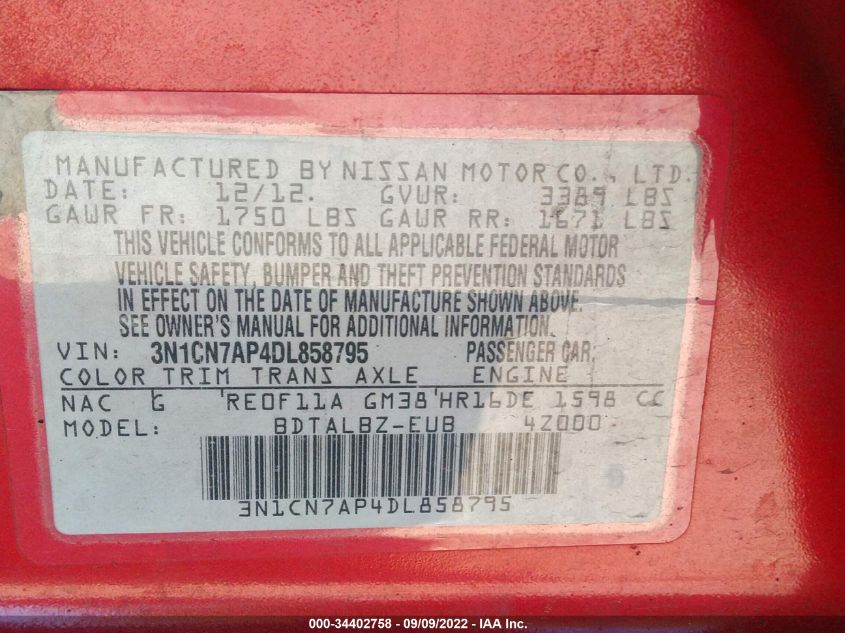 MANUFACTURED BY NISSAN MOTOR CO., LTD.
DATE: 12/12. GVWR: 3389 LBS
GAWR FR: 1750 LBS GAWR RR: 1671 LBS
THIS VEHICLE CONFORMS TO ALL APPLICABLE FEDERAL MOTOR
VEHICLE SAFETY, BUMPER AND THEFT PREVENTION STANDARDS
IN EFFECT ON THE DATE OF MANUFACTURE SHOWN ABOVE.
SEE OWNER'S MANUAL FOR ADDITIONAL INFORMATION.
VIN: 3N1CN7AP4DL858795 PASSENGER CAR
COLOR TRIM TRANS AXLE ENGINE
NAC G RE0F11A GM38 HR16DE 1598 CC
MODEL: BDTALBZ-EUB 4Z000
3N1CN7AP4DL858795
000-34402758 - 09/09/2022 - IAA Inc.